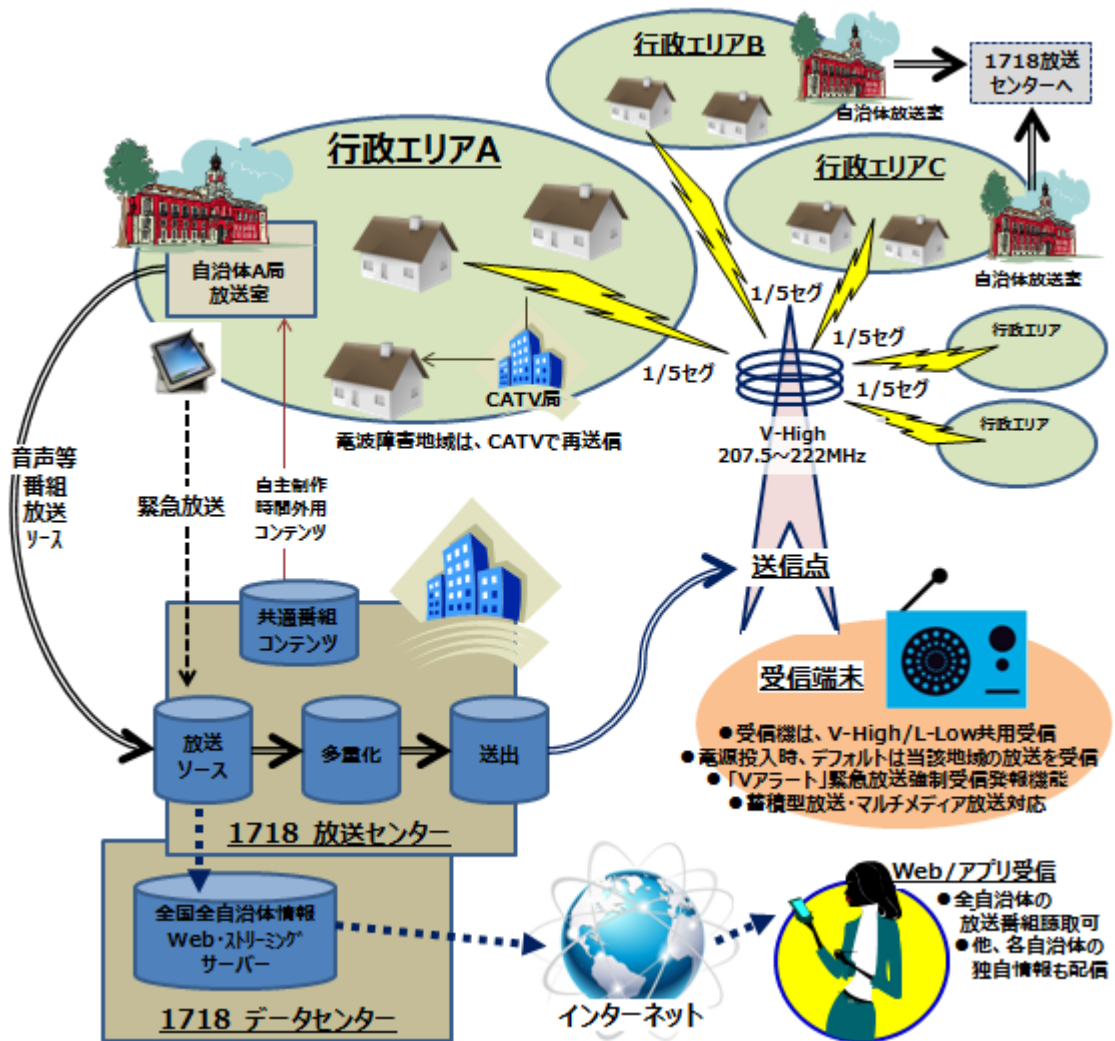 行政エリアB
自治体放送室
1718放送
センターへ
行政エリアA
行政エリアC
自治体放送室
自治体A局
放送室
1/5セグ
1/5セグ
1/5セグ
1/5セグ
行政エリア
行政エリア
CATV局
電波障害地域は、CATVで再送信
V-High
207.5～222MHz
音声等
番組
放送
ソース
緊急放送
自主制作
時間外用
コンテンツ
送信点
共通番組
コンテンツ
放送
ソース
多重化
送出
1718 放送センター
受信端末
●受信機は、V-High/L-Low共用受信
●電源投入時、デフォルトは当該地域の放送を受信
●「Vアラート」緊急放送強制受信発報機能
●蓄積型放送・マルチメディア放送対応
全国全自治体情報
Web・ストリーミング
サーバー
1718 データセンター
インターネット
Web/アプリ受信
●全自治体の
放送番組聴取可
●他、各自治体の
独自情報も配信